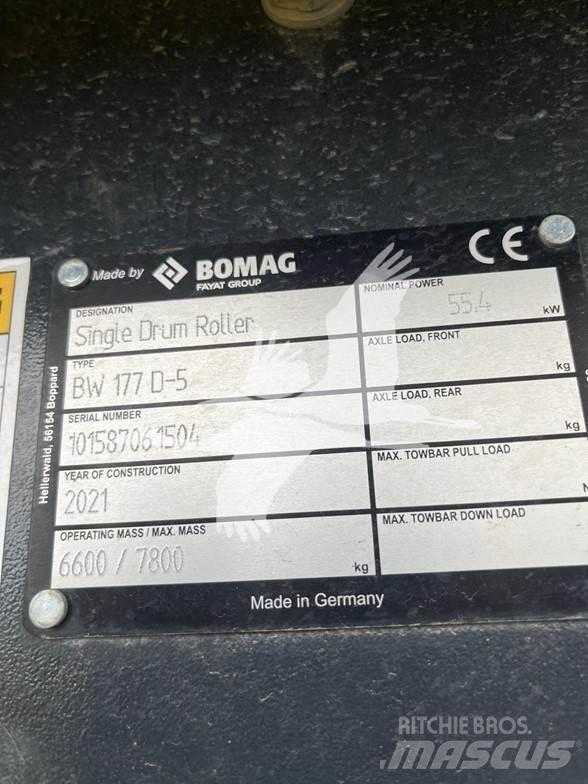 Made by BOMAG
FAYAT GROUP
CE
DESIGNATION
Single Drum Roller
NOMINAL POWER
55.4 kW
TYPE
BW 177 D-5
AXLE LOAD, FRONT
kg
SERIAL NUMBER
101587061504
AXLE LOAD, REAR
kg
YEAR OF CONSTRUCTION
2021
MAX. TOWBAR PULL LOAD
N
OPERATING MASS / MAX. MASS
6600 / 7800 kg
MAX. TOWBAR DOWN LOAD
Made in Germany
Hellerwald, 56154 Boppard
RITCHIE BROS.
MASCUS